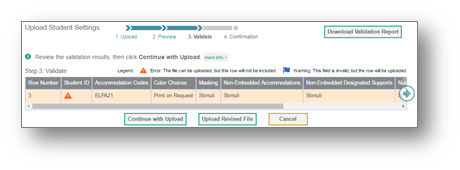 Upload Student Settings
1. Upload 2. Preview 3. Validate 4. Confirmation
Download Validation Report
Review the validation results, then click Continue with Upload. more info +
Step 3: Validate Legend: Error: The file can be uploaded, but this row will not be included. Warning: This field is invalid, but the row will be uploaded.
Row Number Student ID Accommodation Codes Color Choices Masking Non-Embedded Accommodations Non-Embedded Designated Supports
3 ELPA21 Print on Request Stimuli Stimuli Stimuli
Continue with Upload Upload Revised File Cancel